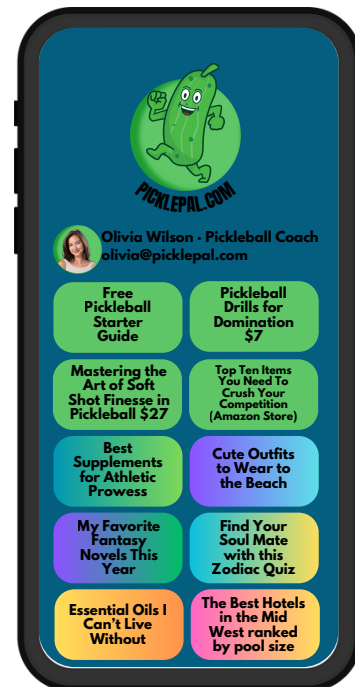 PICKLEPAL.COM
Olivia Wilson - Pickleball Coach
olivia@picklepal.com
Free
Pickleball
Starter
Guide
Pickleball
Drills for
Domination
$7
Mastering the
Art of Soft
Shot Finesse in
Pickleball $27
Top Ten Items
You Need To
Crush Your
Competition
(Amazon Store)
Best
Supplements
for Athletic
Prowess
Cute Outfits
to Wear to
the Beach
My Favorite
Fantasy
Novels This
Year
Find Your
Soul Mate
with this
Zodiac Quiz
Essential Oils I
Can't Live
Without
The Best Hotels
in the Mid
West ranked
by pool size